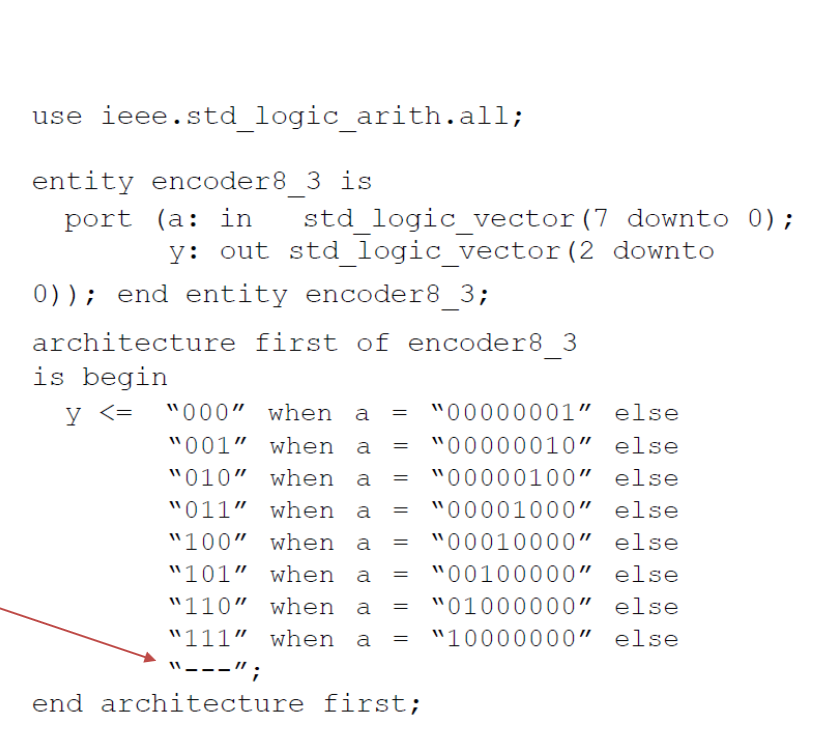 use ieee.std_logic_arith.all;
entity encoder8_3 is
port (a: in std_logic_vector(7 downto 0);
y: out std_logic_vector(2 downto
0)); end entity encoder8_3;
architecture first of encoder8_3
is begin
y <= “000” when a = “00000001” else
“001” when a = “00000010” else
“010” when a = “00000100” else
“011” when a = “00001000” else
“100” when a = “00010000” else
“101” when a = “00100000” else
“110” when a = “01000000” else
“111” when a = “10000000” else
“---”;
end architecture first;